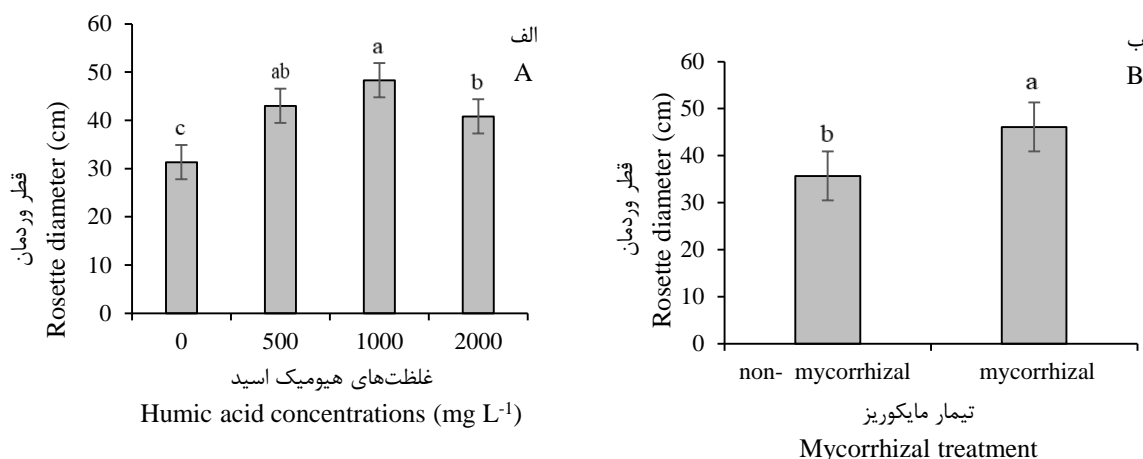 الف
A
60
50
40
30
20
10
0
c
ab
a
b
قطر وردمان
Rosette diameter (cm)
0 500 1000 2000
غلظت‌های هیومیک اسید
Humic acid concentrations (mg L⁻¹)
ب
B
60
50
40
30
20
10
0
b
a
قطر وردمان
Rosette diameter (cm)
non- mycorrhizal mycorrhizal
تیمار مایکوریز
Mycorrhizal treatment